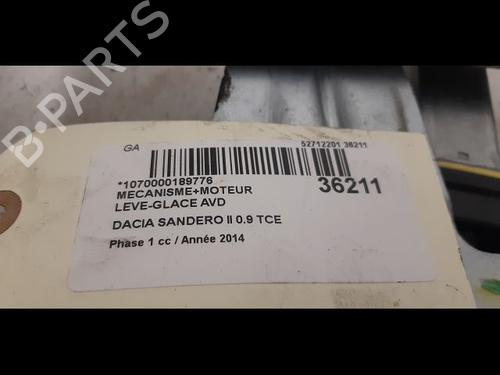 B-PARTS
GA
52712201 36211
*1070000189776
36211
MECANISME+MOTEUR
LEVE-GLACE AVD
DACIA SANDERO II 0.9 TCE
Phase 1 cc / Année 2014